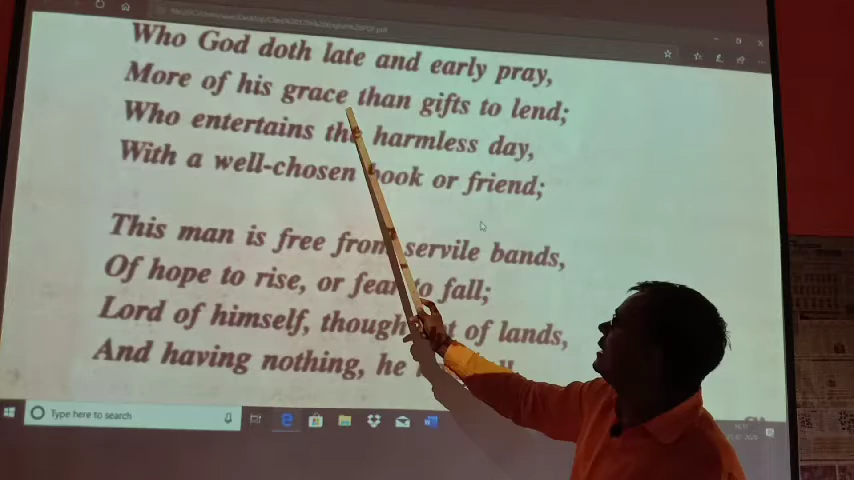 Who God doth late and early pray,
More of his grace than gifts to lend;
Who entertains the harmless day,
With a well-chosen book or friend;
This man is free from servile bands,
Of hope to rise, or fear to fall;
Lord of himself, though of lands,
And having nothing, he
Type here to search